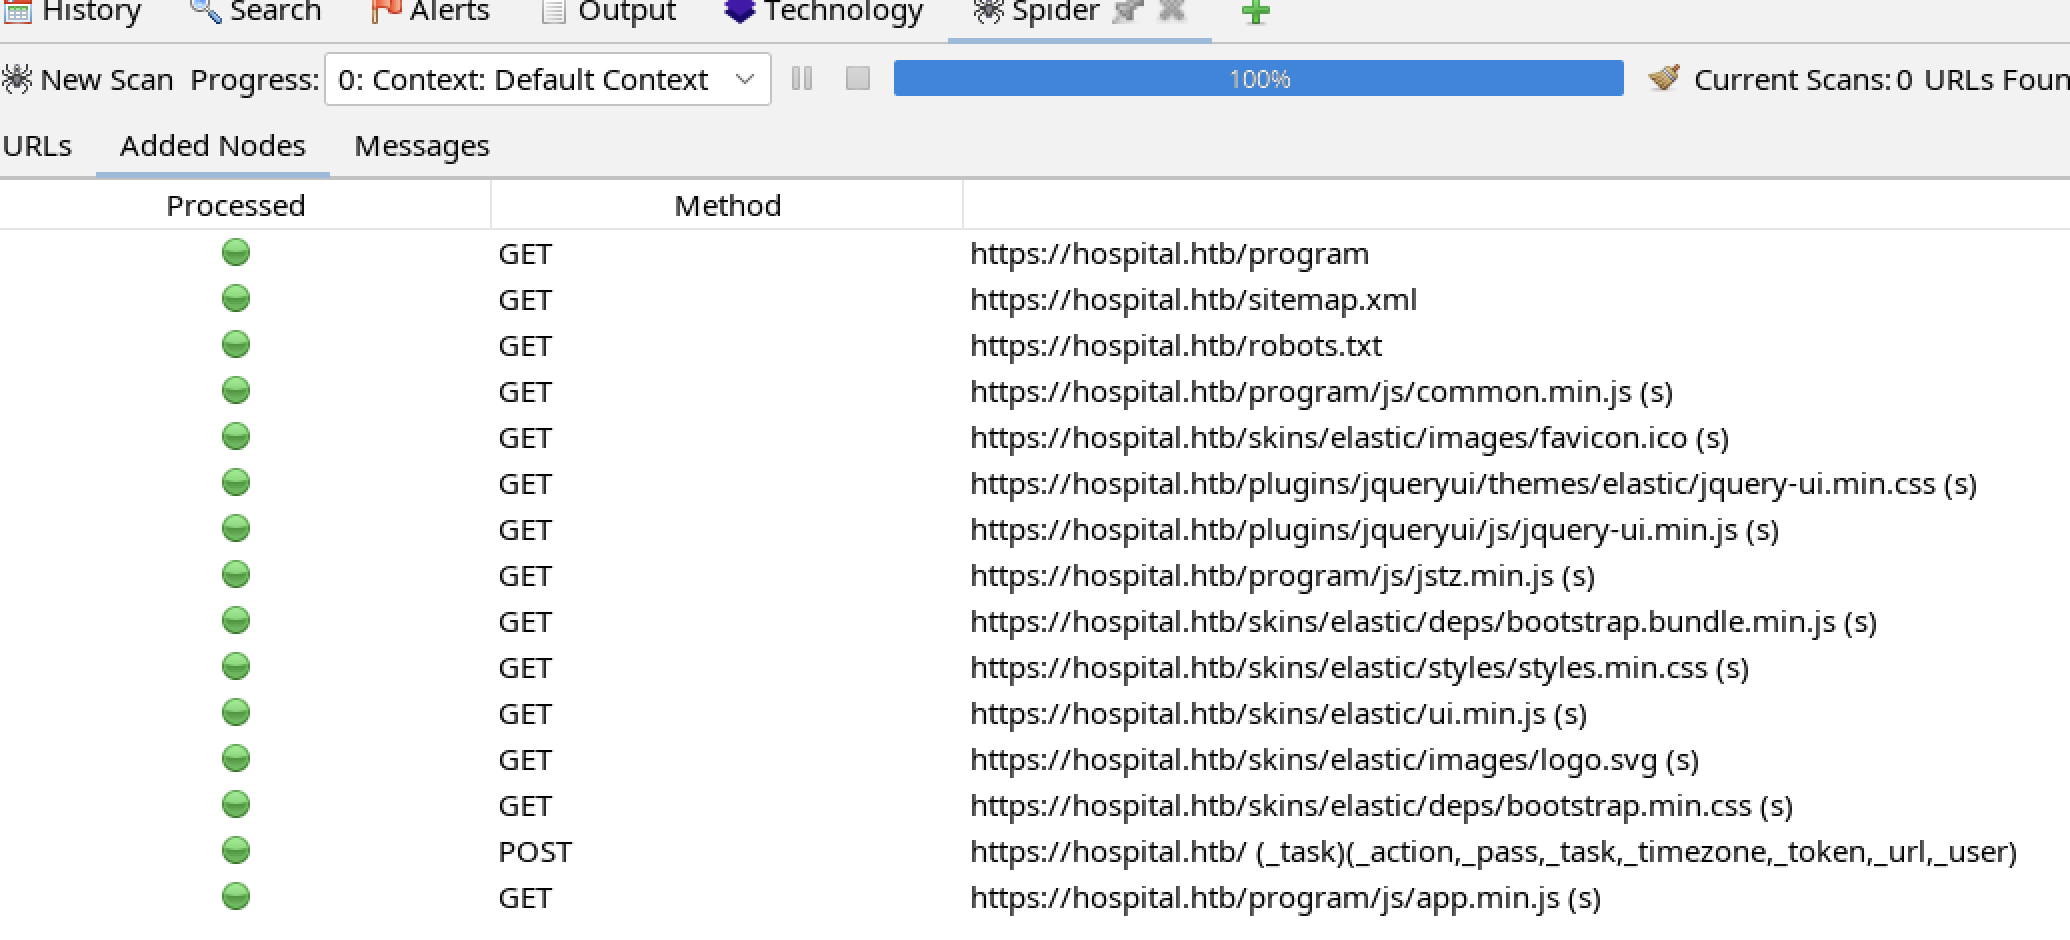 History Search Alerts Output Technology Spider
New Scan Progress: 0: Context: Default Context 100% Current Scans: 0 URLs Foun
URLs Added Nodes Messages
Processed Method
GET https://hospital.htb/program
GET https://hospital.htb/sitemap.xml
GET https://hospital.htb/robots.txt
GET https://hospital.htb/program/js/common.min.js (s)
GET https://hospital.htb/skins/elastic/images/favicon.ico (s)
GET https://hospital.htb/plugins/jqueryui/themes/elastic/jquery-ui.min.css (s)
GET https://hospital.htb/plugins/jqueryui/js/jquery-ui.min.js (s)
GET https://hospital.htb/program/js/jstz.min.js (s)
GET https://hospital.htb/skins/elastic/deps/bootstrap.bundle.min.js (s)
GET https://hospital.htb/skins/elastic/styles/styles.min.css (s)
GET https://hospital.htb/skins/elastic/ui.min.js (s)
GET https://hospital.htb/skins/elastic/images/logo.svg (s)
GET https://hospital.htb/skins/elastic/deps/bootstrap.min.css (s)
POST https://hospital.htb/ (_task)(_action,_pass,_task,_timezone,_token,_url,_user)
GET https://hospital.htb/program/js/app.min.js (s)